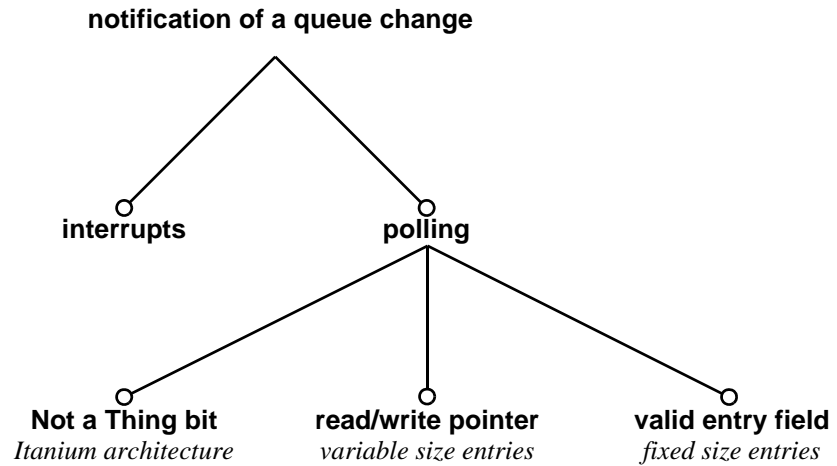 notification of a queue change
interrupts
polling
Not a Thing bit
read/write pointer
valid entry field
Itanium architecture
variable size entries
fixed size entries